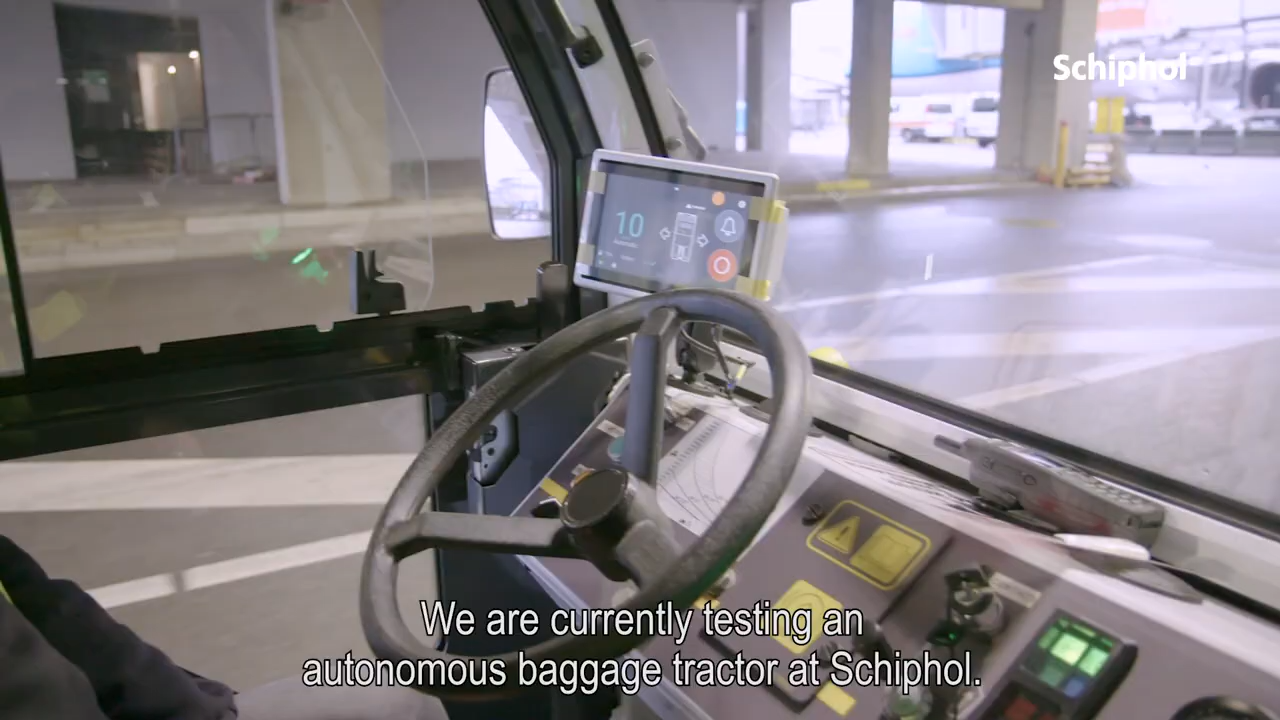 Schiphol
10
We are currently testing an
autonomous baggage tractor at Schiphol.